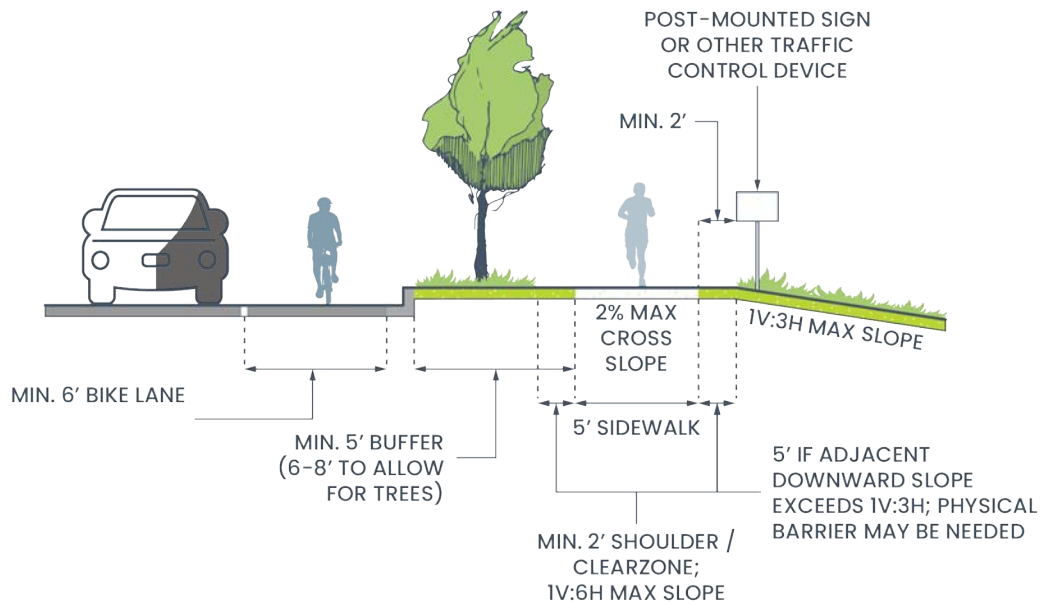 POST-MOUNTED SIGN
OR OTHER TRAFFIC
CONTROL DEVICE
MIN. 2'
2% MAX
CROSS
SLOPE
1V:3H MAX SLOPE
MIN. 6' BIKE LANE
MIN. 5' BUFFER
(6-8' TO ALLOW
FOR TREES)
5' SIDEWALK
5' IF ADJACENT
DOWNWARD SLOPE
EXCEEDS 1V:3H; PHYSICAL
BARRIER MAY BE NEEDED
MIN. 2' SHOULDER /
CLEARZONE;
1V:6H MAX SLOPE